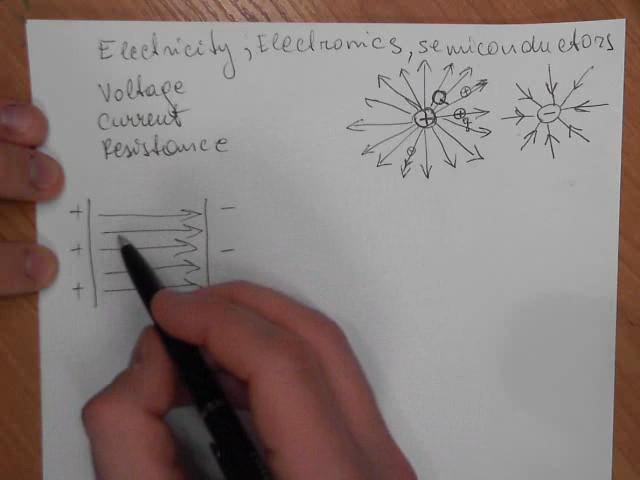 Electricity, Electronics, semiconductors
Voltage
Current
Resistance
Q
+ + -
+ q
+
+ -
+ -
+